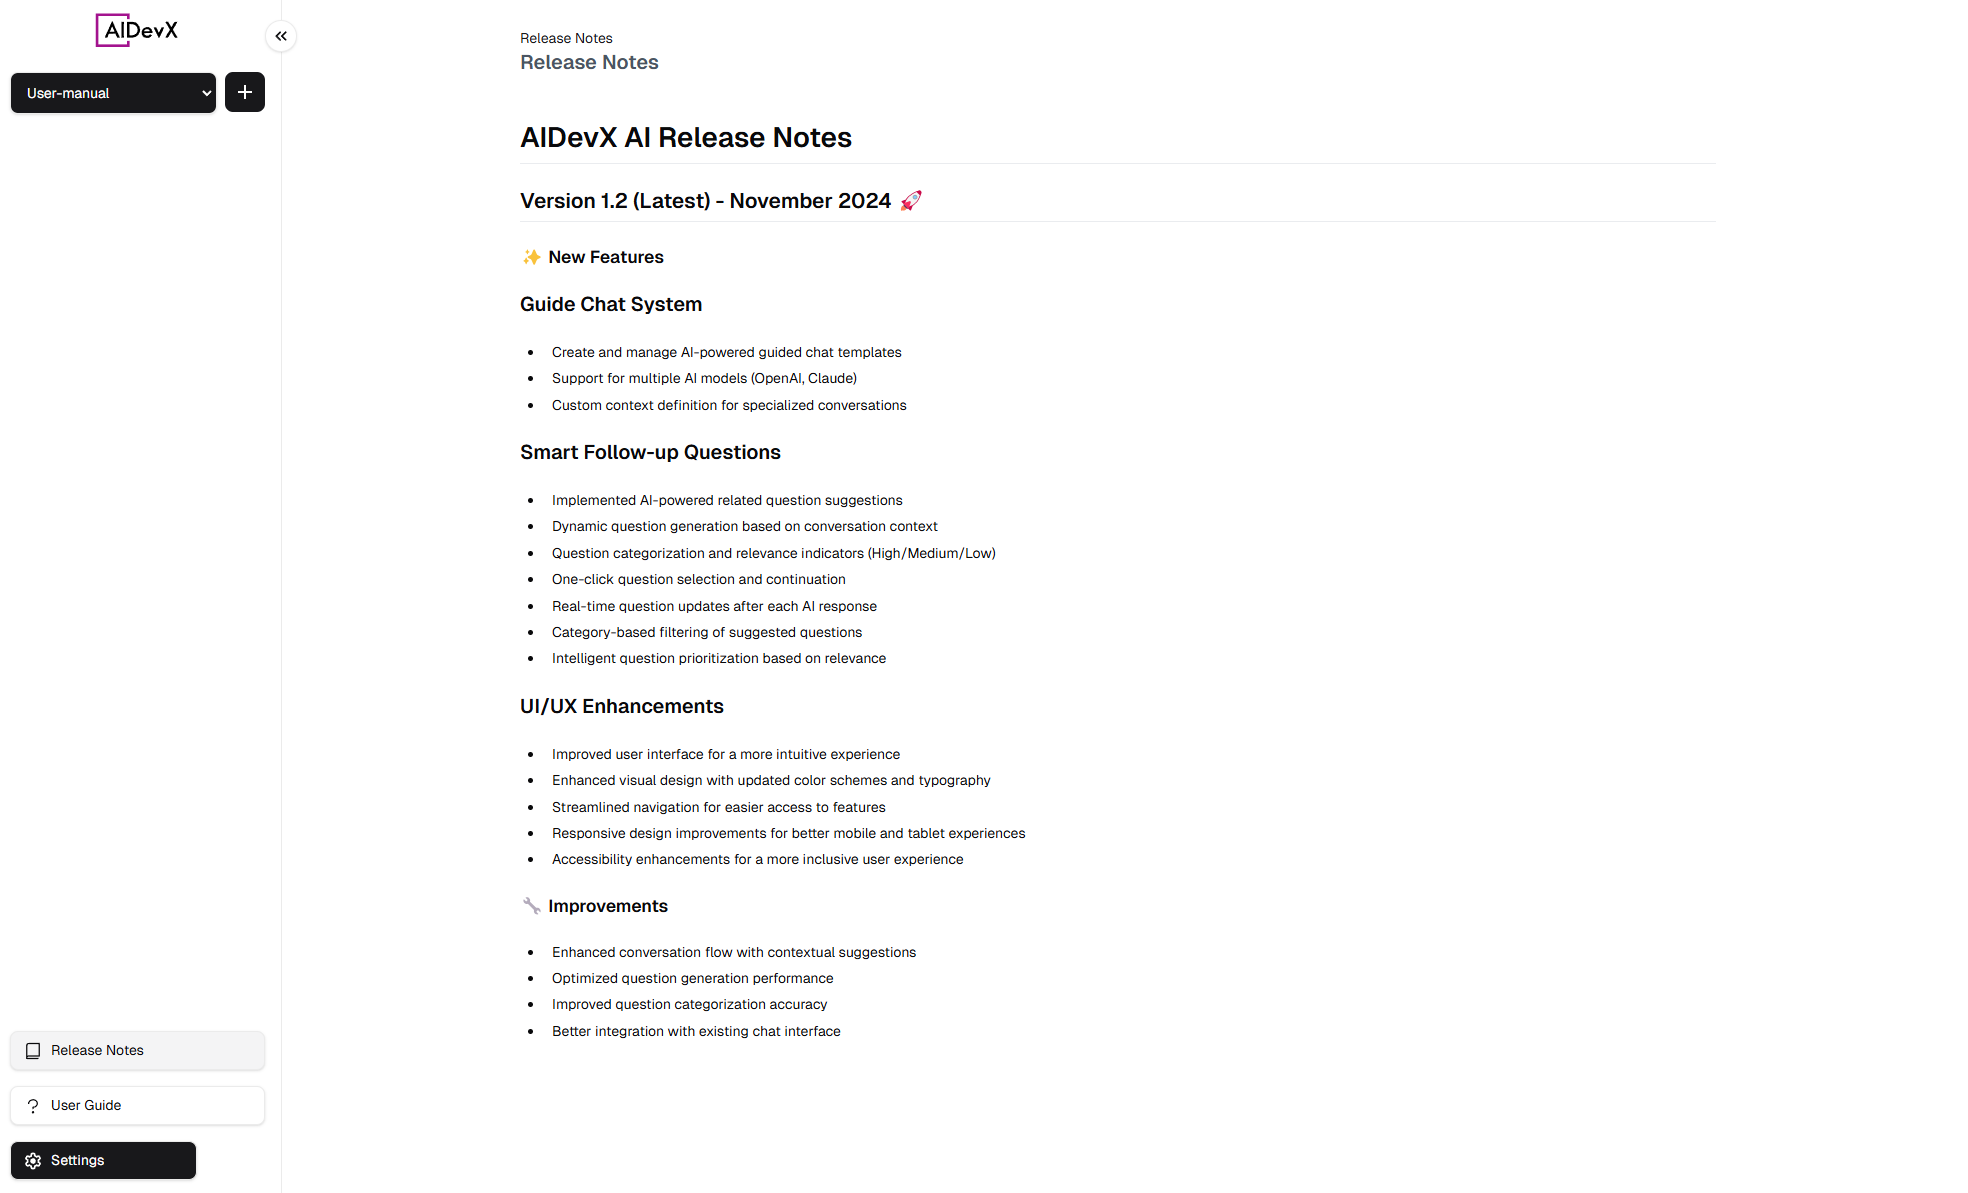 AIDevX
User-manual
Release Notes
Release Notes
AIDevX AI Release Notes
Version 1.2 (Latest) - November 2024 🚀
✨ New Features
Guide Chat System
• Create and manage AI-powered guided chat templates
• Support for multiple AI models (OpenAI, Claude)
• Custom context definition for specialized conversations
Smart Follow-up Questions
• Implemented AI-powered related question suggestions
• Dynamic question generation based on conversation context
• Question categorization and relevance indicators (High/Medium/Low)
• One-click question selection and continuation
• Real-time question updates after each AI response
• Category-based filtering of suggested questions
• Intelligent question prioritization based on relevance
UI/UX Enhancements
• Improved user interface for a more intuitive experience
• Enhanced visual design with updated color schemes and typography
• Streamlined navigation for easier access to features
• Responsive design improvements for better mobile and tablet experiences
• Accessibility enhancements for a more inclusive user experience
🔧 Improvements
• Enhanced conversation flow with contextual suggestions
• Optimized question generation performance
• Improved question categorization accuracy
• Better integration with existing chat interface
Release Notes
? User Guide
Settings